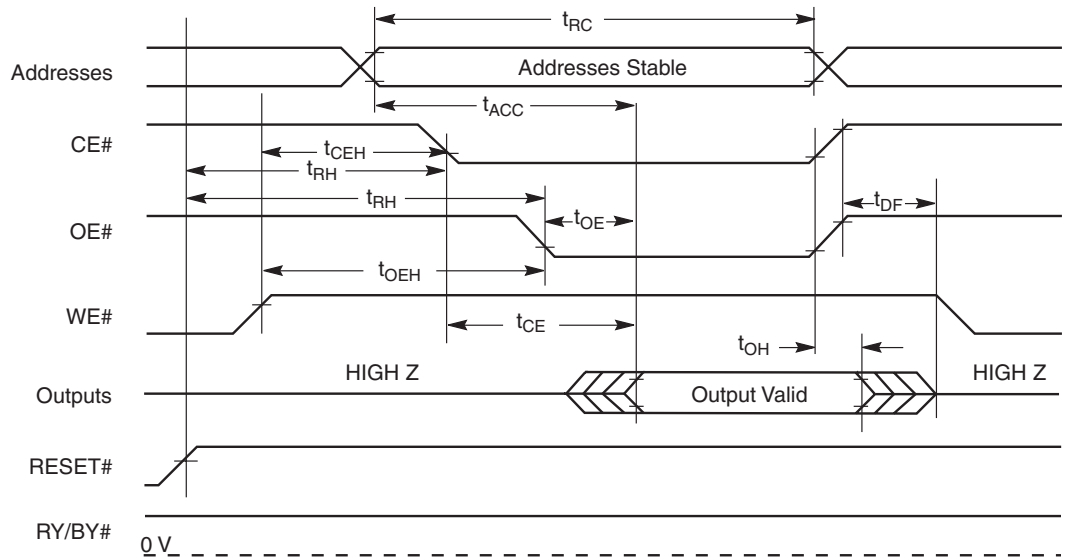 tRC
Addresses
Addresses Stable
tACC
CE#
tCEH
tRH
tRH
tDF
OE#
tOE
tOEH
WE#
tCE
tOH
HIGH Z
HIGH Z
Outputs
Output Valid
RESET#
RY/BY#
0 V